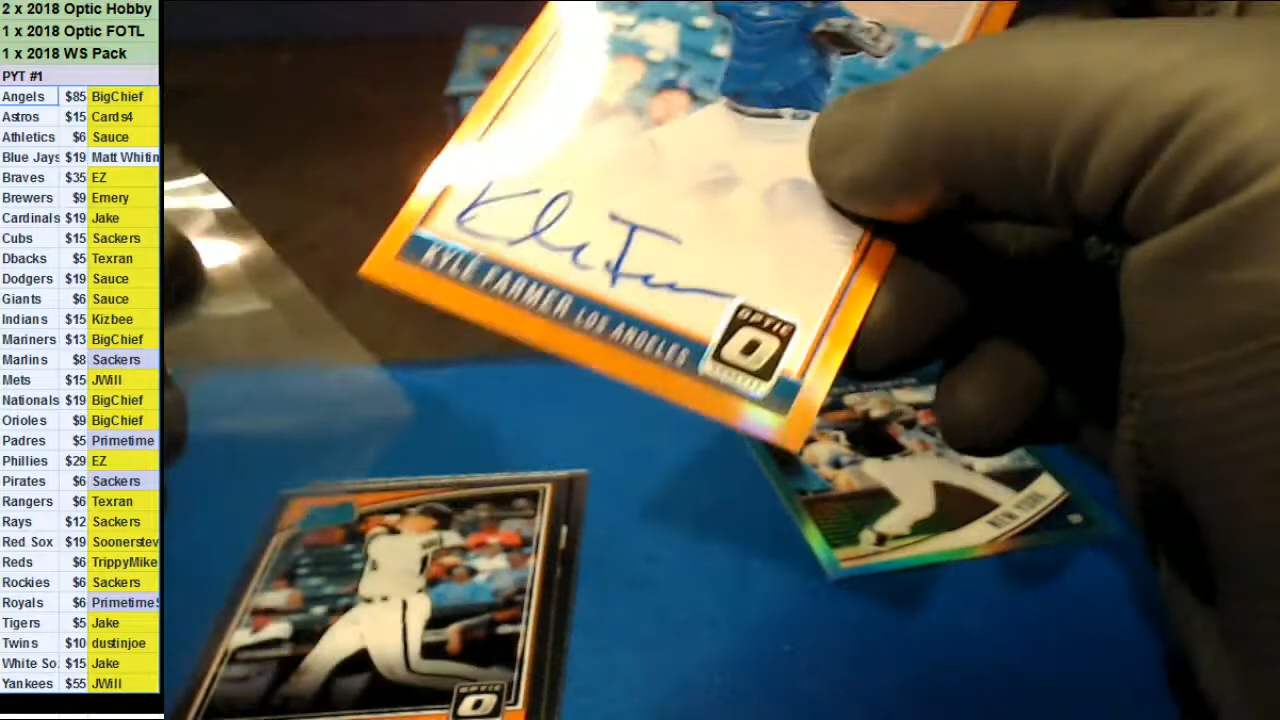 2 x 2018 Optic Hobby
1 x 2018 Optic FOTL
1 x 2018 WS Pack
PYT #1
Angels $85 BigChief
Astros $15 Cards4
Athletics $6 Sauce
Blue Jays $19 Matt Whitin
Braves $35 EZ
Brewers $9 Emery
Cardinals $19 Jake
Cubs $15 Sackers
Dbacks $5 Texran
Dodgers $19 Sauce
Giants $6 Sauce
Indians $15 Kizbee
Mariners $13 BigChief
Marlins $8 Sackers
Mets $15 JWill
Nationals $19 BigChief
Orioles $9 BigChief
Padres $5 Primetime
Phillies $29 EZ
Pirates $6 Sackers
Rangers $6 Texran
Rays $12 Sackers
Red Sox $19 Soonerstev
Reds $6 TrippyMike
Rockies $6 Sackers
Royals $6 PrimetimeS
Tigers $5 Jake
Twins $10 dustinjoe
White So $15 Jake
Yankees $55 JWill
KYLE FARMER LOS ANGELES
OPTIC
NEW YORK
OPTIC